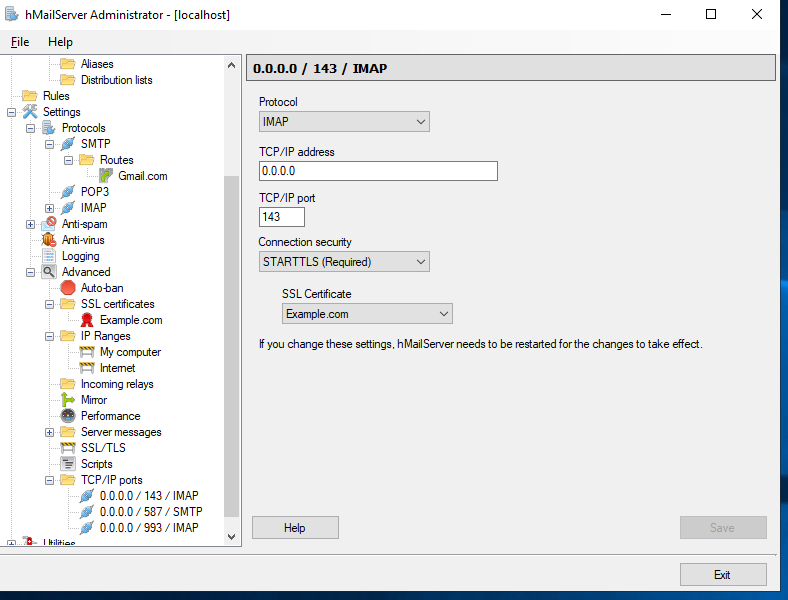 hMailServer Administrator - [localhost]
File Help
Aliases
Distribution lists
Rules
Settings
Protocols
SMTP
Routes
Gmail.com
POP3
IMAP
Anti-spam
Anti-virus
Logging
Advanced
Auto-ban
SSL certificates
Example.com
IP Ranges
My computer
Internet
Incoming relays
Mirror
Performance
Server messages
SSL/TLS
Scripts
TCP/IP ports
0.0.0.0 / 143 / IMAP
0.0.0.0 / 587 / SMTP
0.0.0.0 / 993 / IMAP
Utilities
0.0.0.0 / 143 / IMAP
Protocol
IMAP
TCP/IP address
0.0.0.0
TCP/IP port
143
Connection security
STARTTLS (Required)
SSL Certificate
Example.com
If you change these settings, hMailServer needs to be restarted for the changes to take effect.
Help
Save
Exit